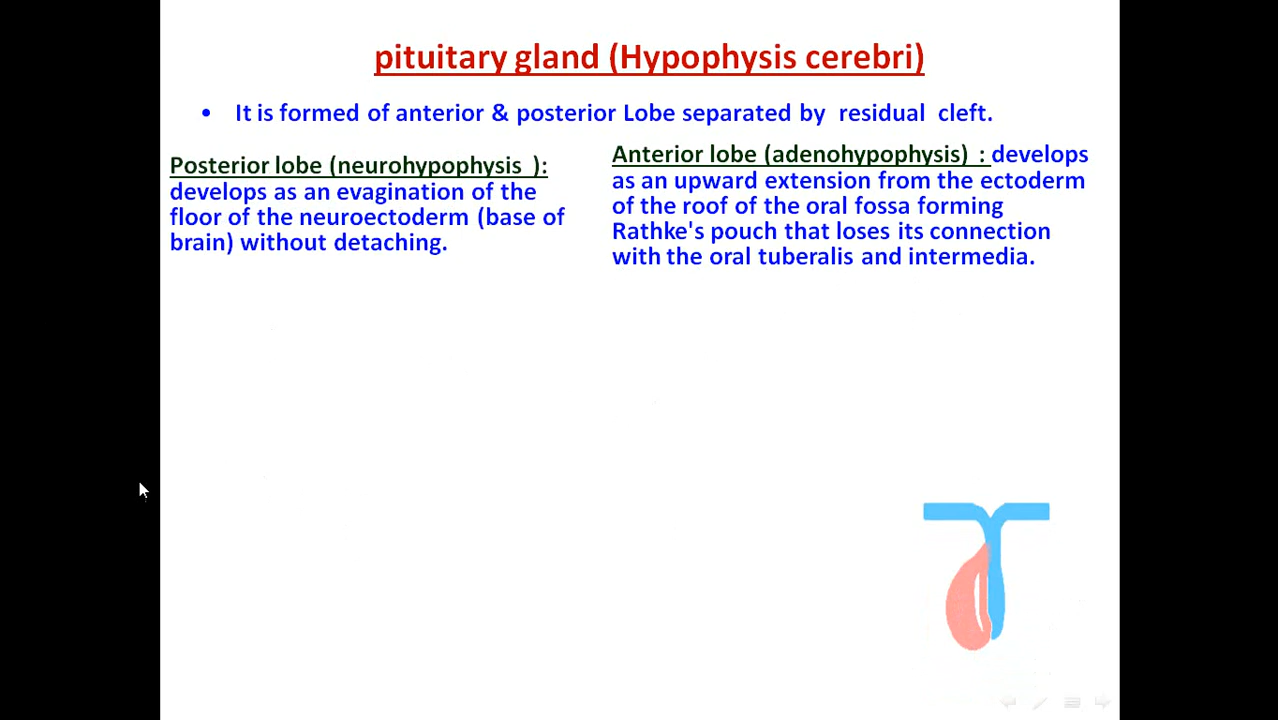 pituitary gland (Hypophysis cerebri)
• It is formed of anterior & posterior Lobe separated by residual cleft.
Posterior lobe (neurohypophysis ):
develops as an evagination of the
floor of the neuroectoderm (base of
brain) without detaching.
Anterior lobe (adenohypophysis) : develops
as an upward extension from the ectoderm
of the roof of the oral fossa forming
Rathke's pouch that loses its connection
with the oral tuberalis and intermedia.